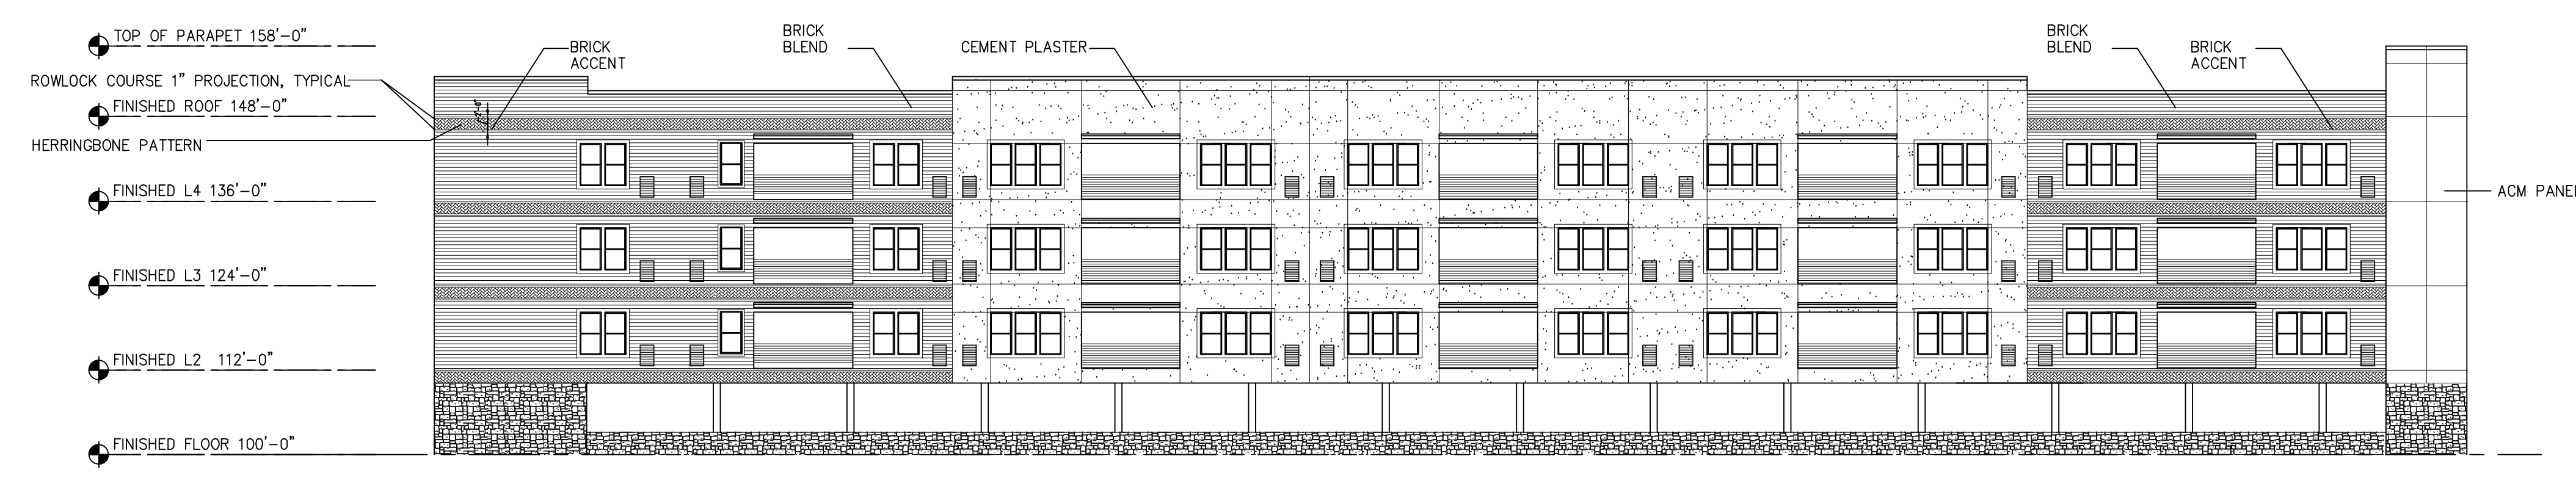 TOP OF PARAPET 158'-0"
ROWLOCK COURSE 1" PROJECTION, TYPICAL
FINISHED ROOF 148'-0"
HERRINGBONE PATTERN
FINISHED L4 136'-0"
FINISHED L3 124'-0"
FINISHED L2 112'-0"
FINISHED FLOOR 100'-0"
BRICK
ACCENT
BRICK
BLEND
CEMENT PLASTER
BRICK
BLEND
BRICK
ACCENT
ACM PANEL